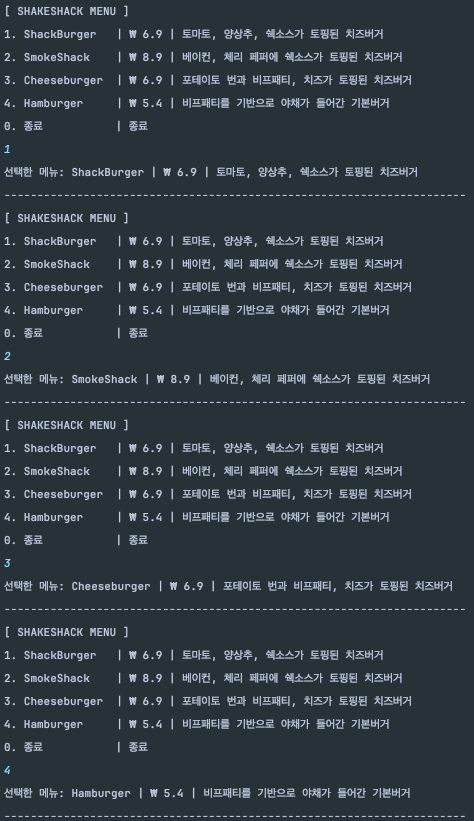 [ SHAKESHACK MENU ]
1. ShackBurger   | ₩ 6.9 | 토마토, 양상추, 쉑소스가 토핑된 치즈버거
2. SmokeShack    | ₩ 8.9 | 베이컨, 체리 페퍼에 쉑소스가 토핑된 치즈버거
3. Cheeseburger  | ₩ 6.9 | 포테이토 번과 비프패티, 치즈가 토핑된 치즈버거
4. Hamburger     | ₩ 5.4 | 비프패티를 기반으로 야채가 들어간 기본버거
0. 종료           | 종료
1
선택한 메뉴: ShackBurger | ₩ 6.9 | 토마토, 양상추, 쉑소스가 토핑된 치즈버거
----------------------------------------------------------------------
[ SHAKESHACK MENU ]
1. ShackBurger   | ₩ 6.9 | 토마토, 양상추, 쉑소스가 토핑된 치즈버거
2. SmokeShack    | ₩ 8.9 | 베이컨, 체리 페퍼에 쉑소스가 토핑된 치즈버거
3. Cheeseburger  | ₩ 6.9 | 포테이토 번과 비프패티, 치즈가 토핑된 치즈버거
4. Hamburger     | ₩ 5.4 | 비프패티를 기반으로 야채가 들어간 기본버거
0. 종료           | 종료
2
선택한 메뉴: SmokeShack | ₩ 8.9 | 베이컨, 체리 페퍼에 쉑소스가 토핑된 치즈버거
----------------------------------------------------------------------
[ SHAKESHACK MENU ]
1. ShackBurger   | ₩ 6.9 | 토마토, 양상추, 쉑소스가 토핑된 치즈버거
2. SmokeShack    | ₩ 8.9 | 베이컨, 체리 페퍼에 쉑소스가 토핑된 치즈버거
3. Cheeseburger  | ₩ 6.9 | 포테이토 번과 비프패티, 치즈가 토핑된 치즈버거
4. Hamburger     | ₩ 5.4 | 비프패티를 기반으로 야채가 들어간 기본버거
0. 종료           | 종료
3
선택한 메뉴: Cheeseburger | ₩ 6.9 | 포테이토 번과 비프패티, 치즈가 토핑된 치즈버거
----------------------------------------------------------------------
[ SHAKESHACK MENU ]
1. ShackBurger   | ₩ 6.9 | 토마토, 양상추, 쉑소스가 토핑된 치즈버거
2. SmokeShack    | ₩ 8.9 | 베이컨, 체리 페퍼에 쉑소스가 토핑된 치즈버거
3. Cheeseburger  | ₩ 6.9 | 포테이토 번과 비프패티, 치즈가 토핑된 치즈버거
4. Hamburger     | ₩ 5.4 | 비프패티를 기반으로 야채가 들어간 기본버거
0. 종료           | 종료
4
선택한 메뉴: Hamburger | ₩ 5.4 | 비프패티를 기반으로 야채가 들어간 기본버거
----------------------------------------------------------------------